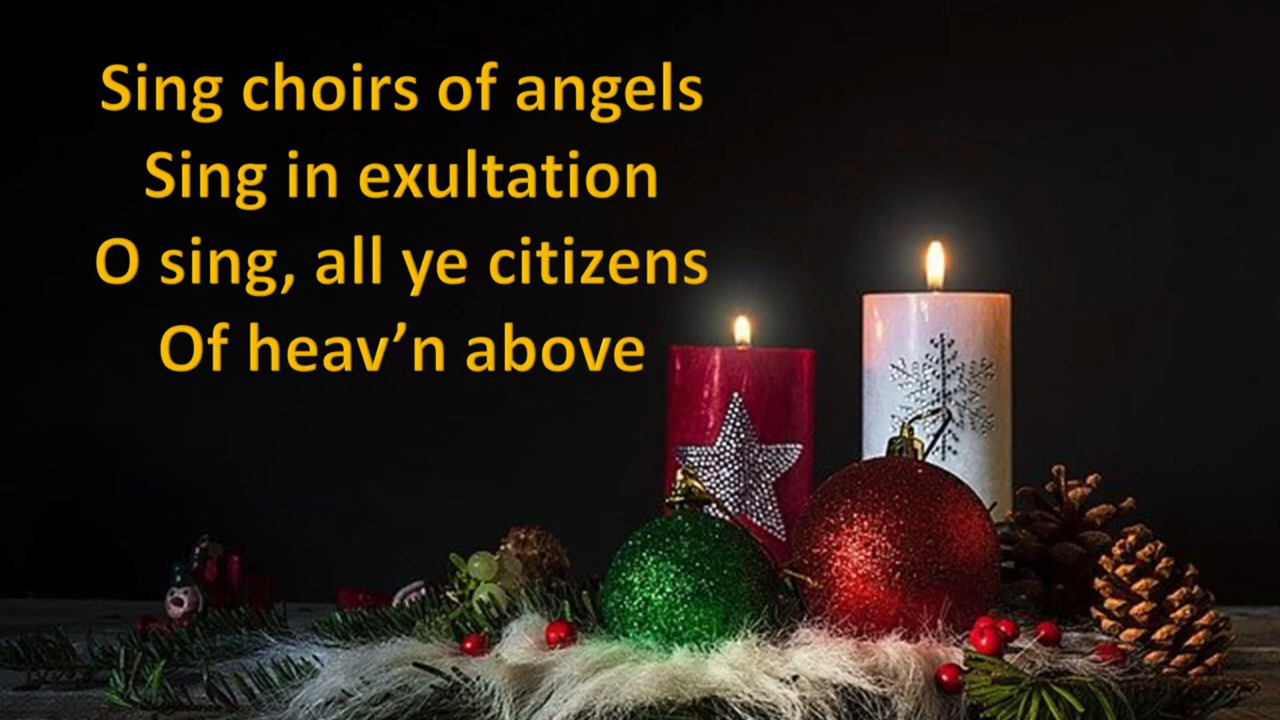 Sing choirs of angels
Sing in exultation
O sing, all ye citizens
Of heav’n above